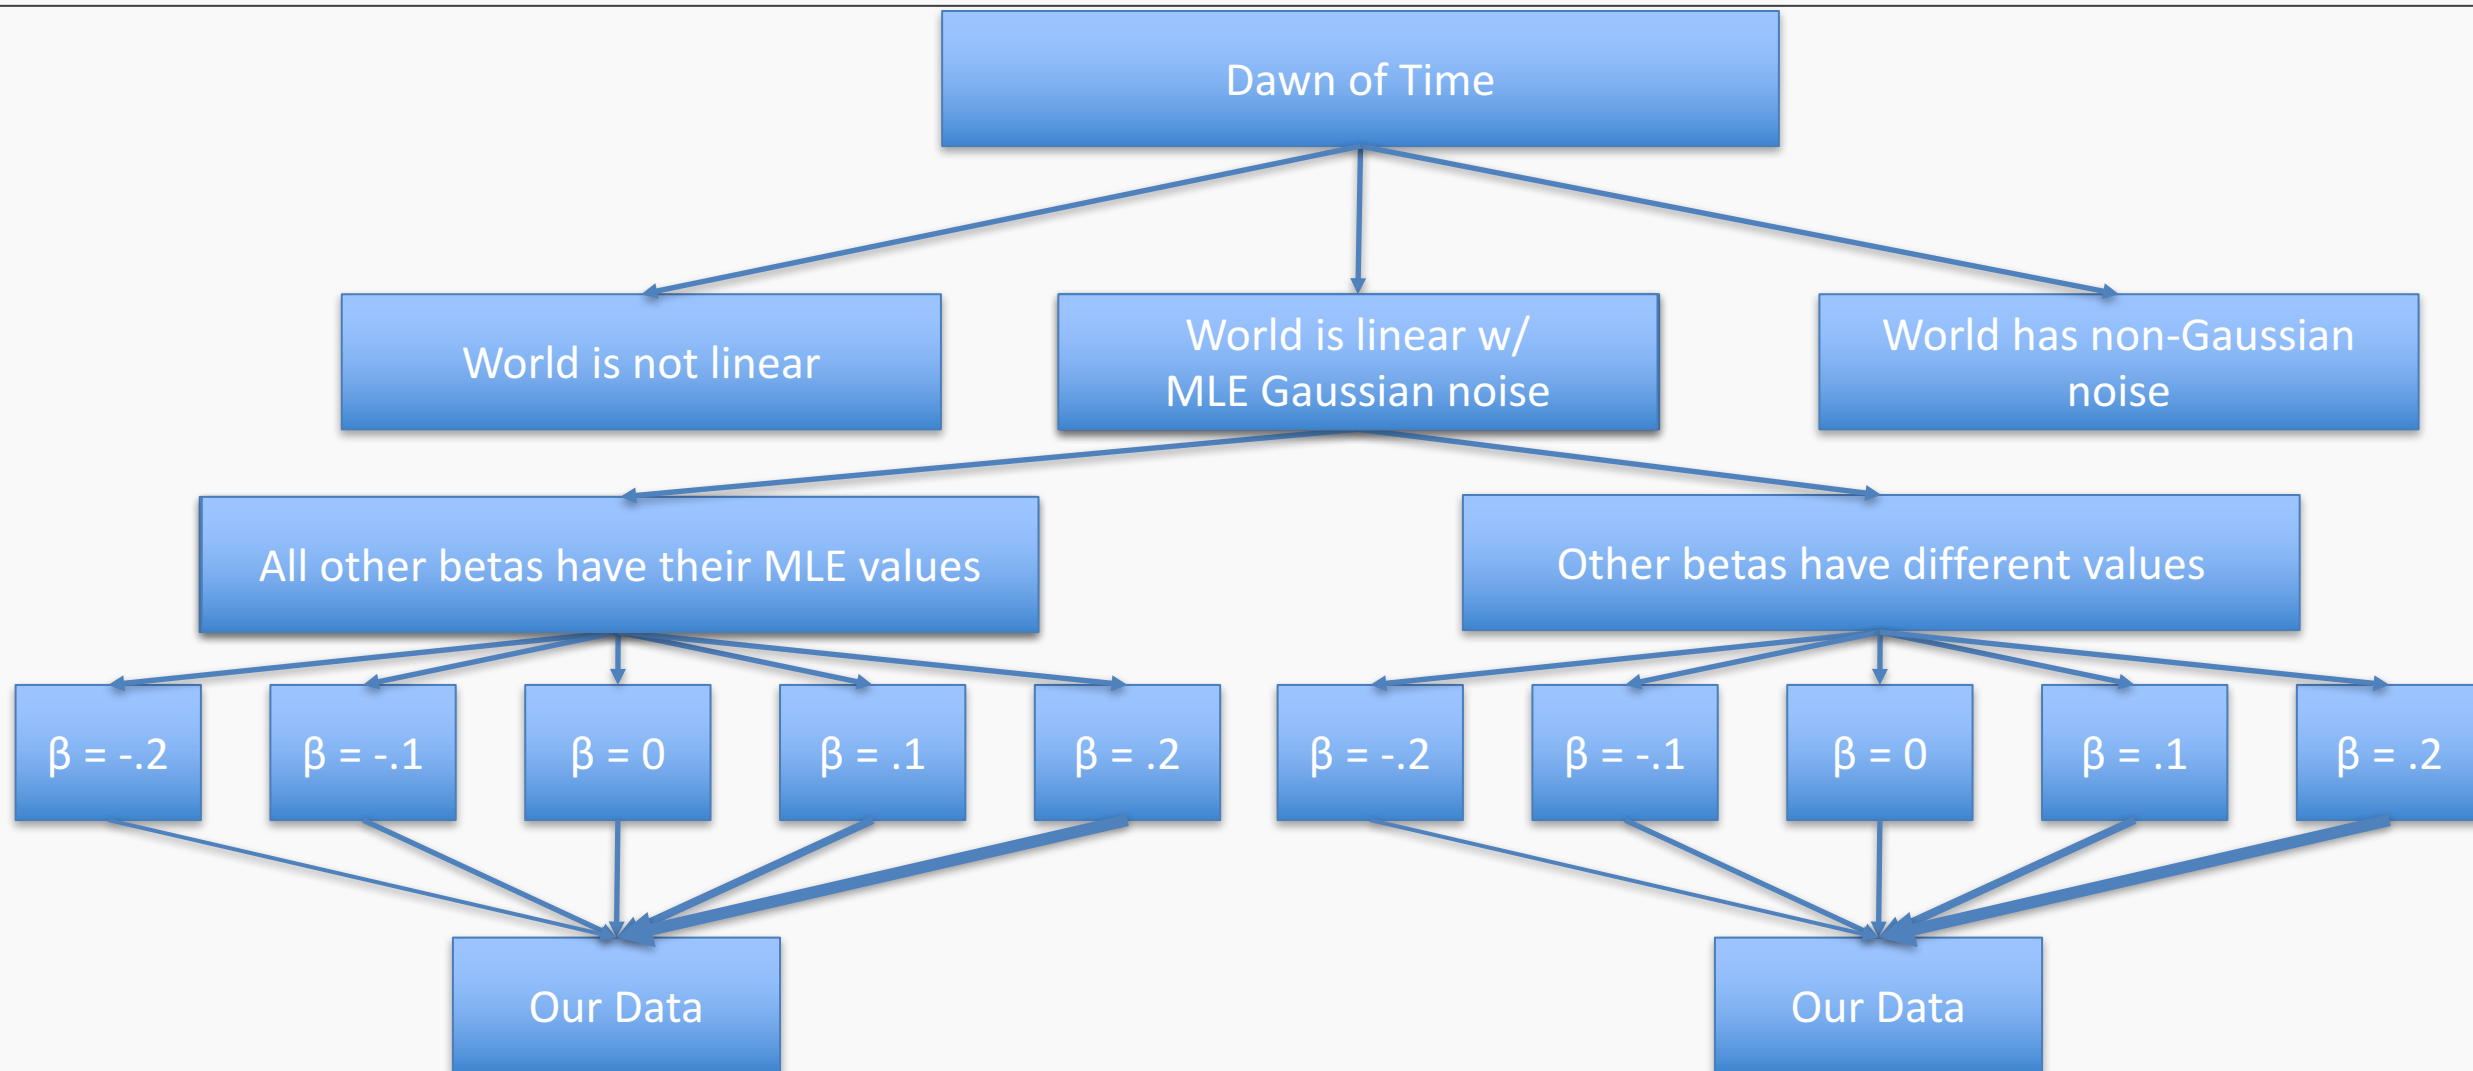 Dawn of Time
World is not linear
World is linear w/
MLE Gaussian noise
World has non-Gaussian
noise
All other betas have their MLE values
Other betas have different values
β = -.2
β = -.1
β = 0
β = .1
β = .2
β = -.2
β = -.1
β = 0
β = .1
β = .2
Our Data
Our Data